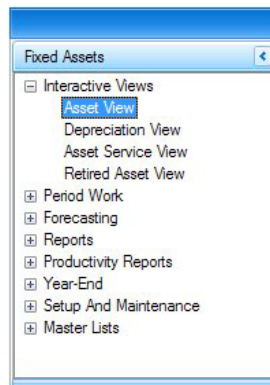 Fixed Assets
Interactive Views
Asset View
Depreciation View
Asset Service View
Retired Asset View
Period Work
Forecasting
Reports
Productivity Reports
Year-End
Setup And Maintenance
Master Lists